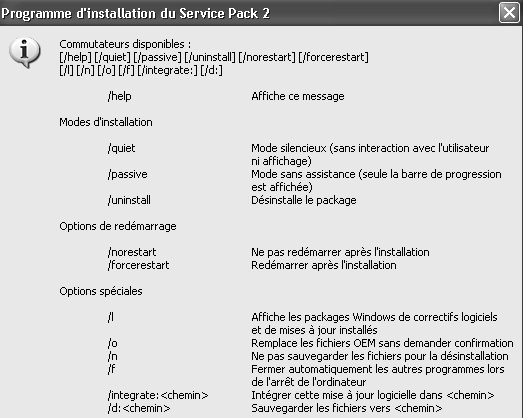 Programme d'installation du Service Pack 2
Commutateurs disponibles :
[/help] [/quiet] [/passive] [/uninstall] [/norestart] [/forcerestart]
[/l] [/n] [/o] [/f] [/integrate:] [/d:]
/help Affiche ce message
Modes d'installation
/quiet Mode silencieux (sans interaction avec l'utilisateur
ni affichage)
/passive Mode sans assistance (seule la barre de progression
est affichée)
/uninstall Désinstalle le package
Options de redémarrage
/norestart Ne pas redémarrer après l'installation
/forcerestart Redémarrer après l'installation
Options spéciales
/l Affiche les packages Windows de correctifs logiciels
et de mises à jour installés
/o Remplace les fichiers OEM sans demander confirmation
/n Ne pas sauvegarder les fichiers pour la désinstallation
/f Fermer automatiquement les autres programmes lors
de l'arrêt de l'ordinateur
/integrate:<chemin> Intégrer cette mise à jour logicielle dans <chemin>
/d:<chemin> Sauvegarder les fichiers vers <chemin>